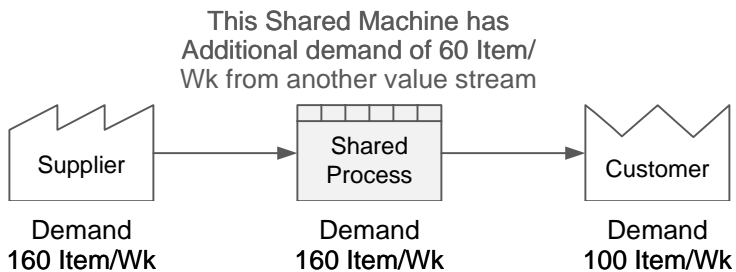 This Shared Machine has
Additional demand of 60 Item/
Wk from another value stream
Supplier
Shared
Process
Customer
Demand
160 Item/Wk
Demand
160 Item/Wk
Demand
100 Item/Wk